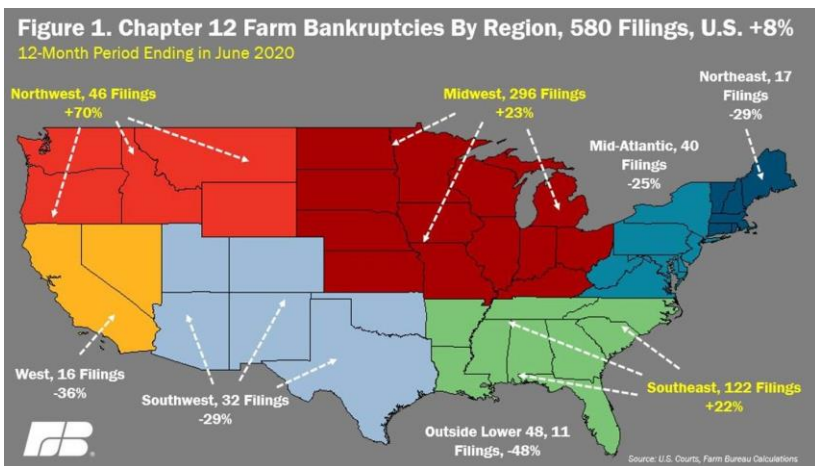 Figure 1. Chapter 12 Farm Bankruptcies By Region, 580 Filings, U.S. +8%
12-Month Period Ending in June 2020
Northwest, 46 Filings
+70%
Midwest, 296 Filings
+23%
Northeast, 17
Filings
-29%
Mid-Atlantic, 40
Filings
-25%
West, 16 Filings
-36%
Southwest, 32 Filings
-29%
Southeast, 122 Filings
+22%
Outside Lower 48, 11
Filings, -48%
FB
Source: U.S. Courts, Farm Bureau Calculations